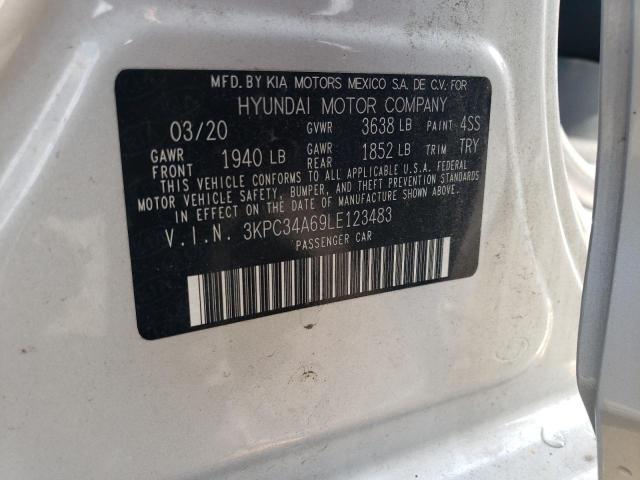 MFD. BY KIA MOTORS MEXICO S.A. DE C.V. FOR
HYUNDAI MOTOR COMPANY
03/20 GVWR 3638 LB PAINT 4SS
GAWR FRONT 1940 LB GAWR REAR 1852 LB TRIM TRY
THIS VEHICLE CONFORMS TO ALL APPLICABLE U.S.A. FEDERAL
MOTOR VEHICLE SAFETY, BUMPER, AND THEFT PREVENTION STANDARDS
IN EFFECT ON THE DATE OF MANUFACTURE SHOWN ABOVE.
V.I.N. 3KPC34A69LE123483
PASSENGER CAR